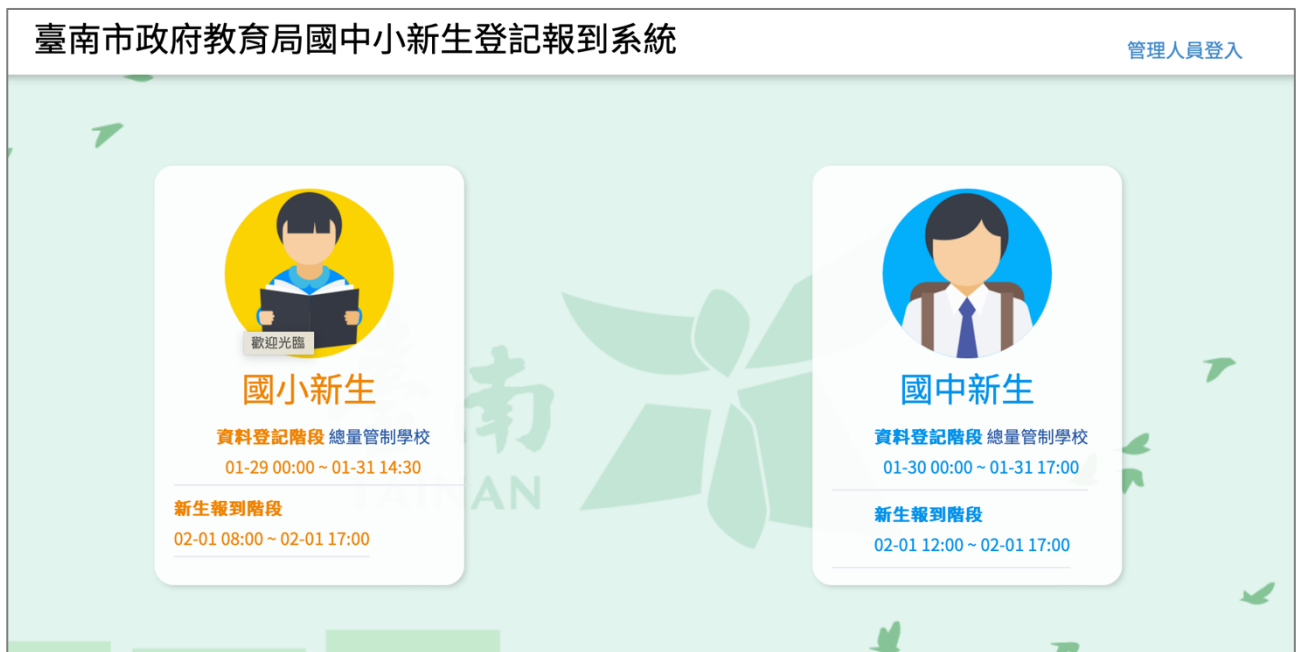 臺南市政府教育局國中小新生登記報到系統
管理人員登入
歡迎光臨
國小新生
資料登記階段 總量管制學校
01-29 00:00 ~ 01-31 14:30
新生報到階段
02-01 08:00 ~ 02-01 17:00
國中新生
資料登記階段 總量管制學校
01-30 00:00 ~ 01-31 17:00
新生報到階段
02-01 12:00 ~ 02-01 17:00
臺南
TAINAN